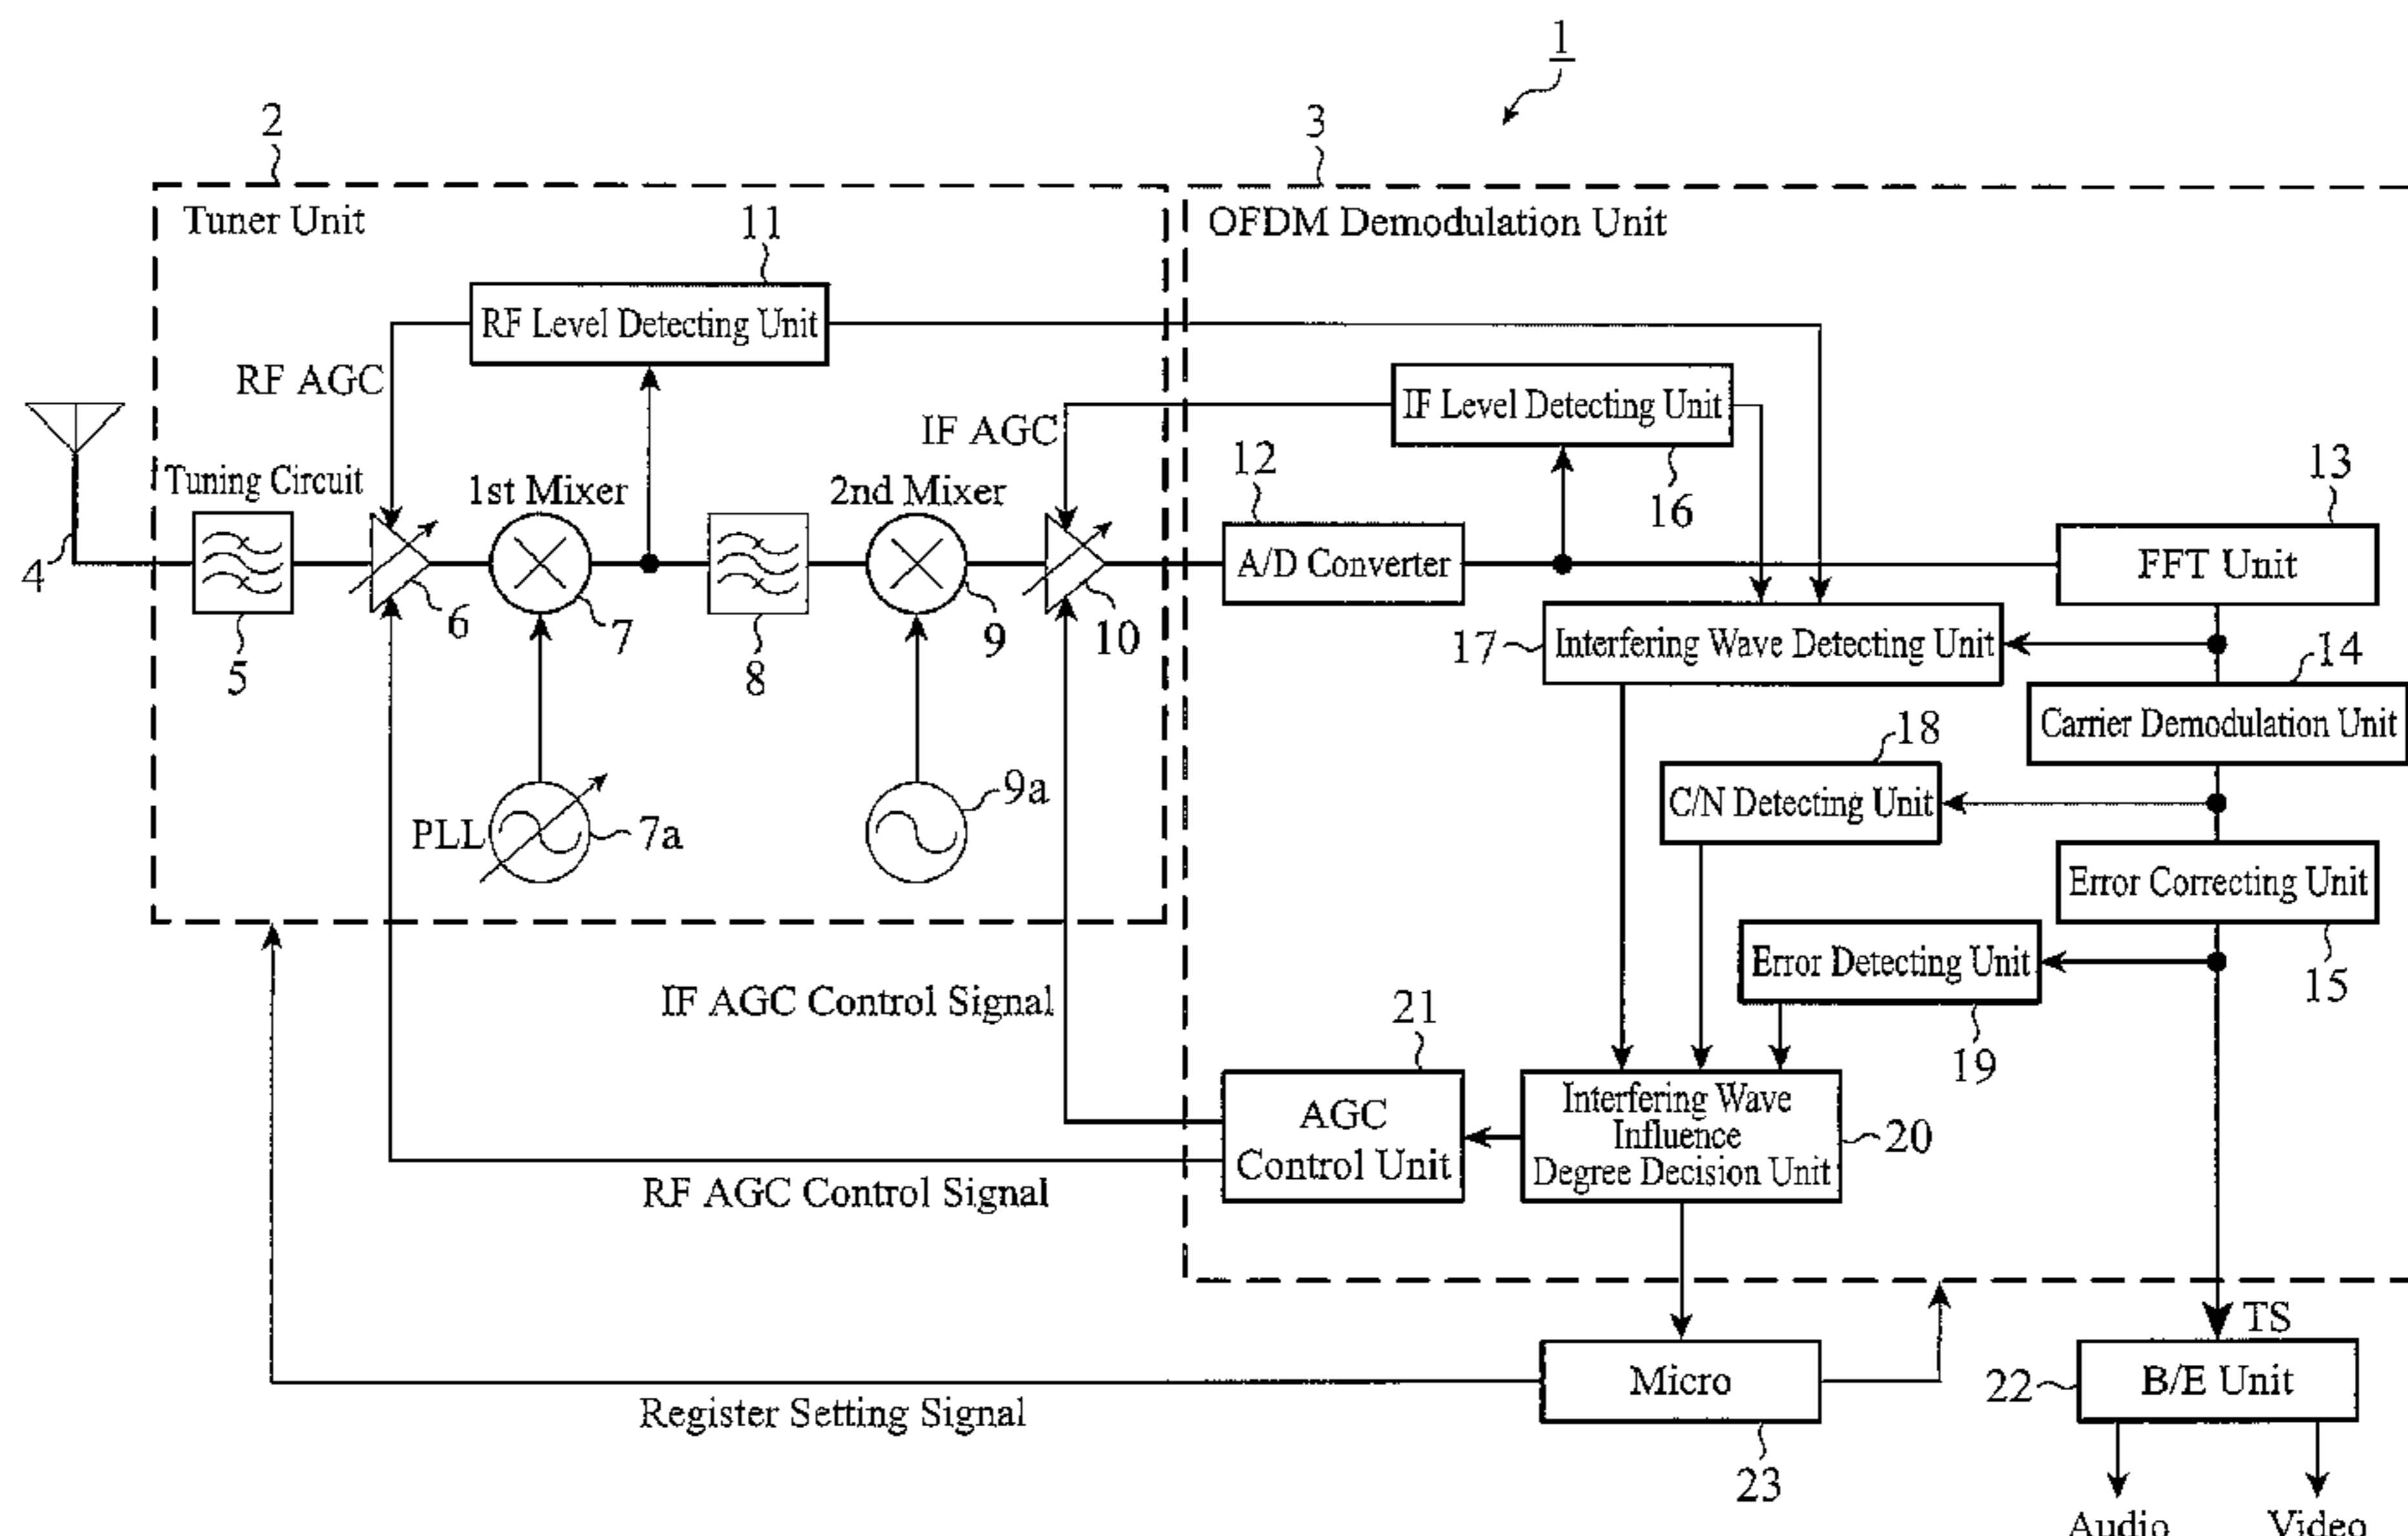 1
2
3
Tuner Unit
11
OFDM Demodulation Unit
RF Level Detecting Unit
RF AGC
IF Level Detecting Unit
IF AGC
12
13
Tuning Circuit
1st Mixer
2nd Mixer
16
A/D Converter
FFT Unit
4
5
6
7
8
9
10
17
Interfering Wave Detecting Unit
14
Carrier Demodulation Unit
18
C/N Detecting Unit
PLL
7a
9a
Error Correcting Unit
15
Error Detecting Unit
19
IF AGC Control Signal
21
AGC
Control Unit
Interfering Wave
Influence
Degree Decision Unit
20
RF AGC Control Signal
TS
Micro
23
22
B/E Unit
Register Setting Signal
Audio
Video